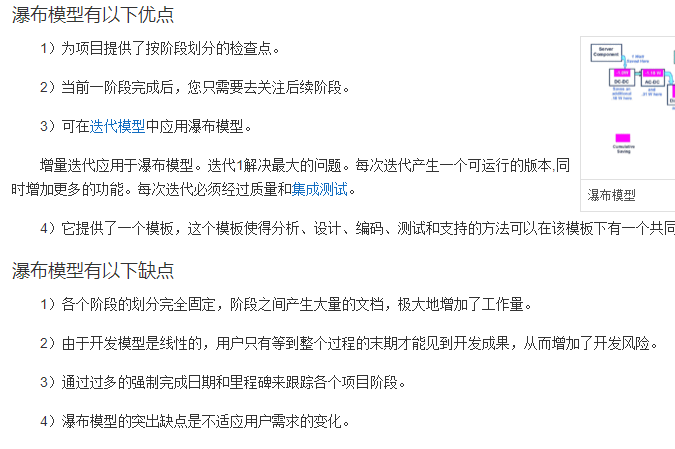 瀑布模型有以下优点
1）为项目提供了按阶段划分的检查点。
2）当前一阶段完成后，您只需要去关注后续阶段。
3）可在迭代模型中应用瀑布模型。
增量迭代应用于瀑布模型。迭代1解决最大的问题。每次迭代产生一个可运行的版本,同
时增加更多的功能。每次迭代必须经过质量和集成测试。
Server
Component
1 Watt
Saved Here
DC-DC
AC-DC
and
瀑布模型
4）它提供了一个模板，这个模板使得分析、设计、编码、测试和支持的方法可以在该模板下有一个共同
瀑布模型有以下缺点
1）各个阶段的划分完全固定，阶段之间产生大量的文档，极大地增加了工作量。
2）由于开发模型是线性的，用户只有等到整个过程的末期才能见到开发成果，从而增加了开发风险。
3）通过过多的强制完成日期和里程碑来跟踪各个项目阶段。
4）瀑布模型的突出缺点是不适应用户需求的变化。